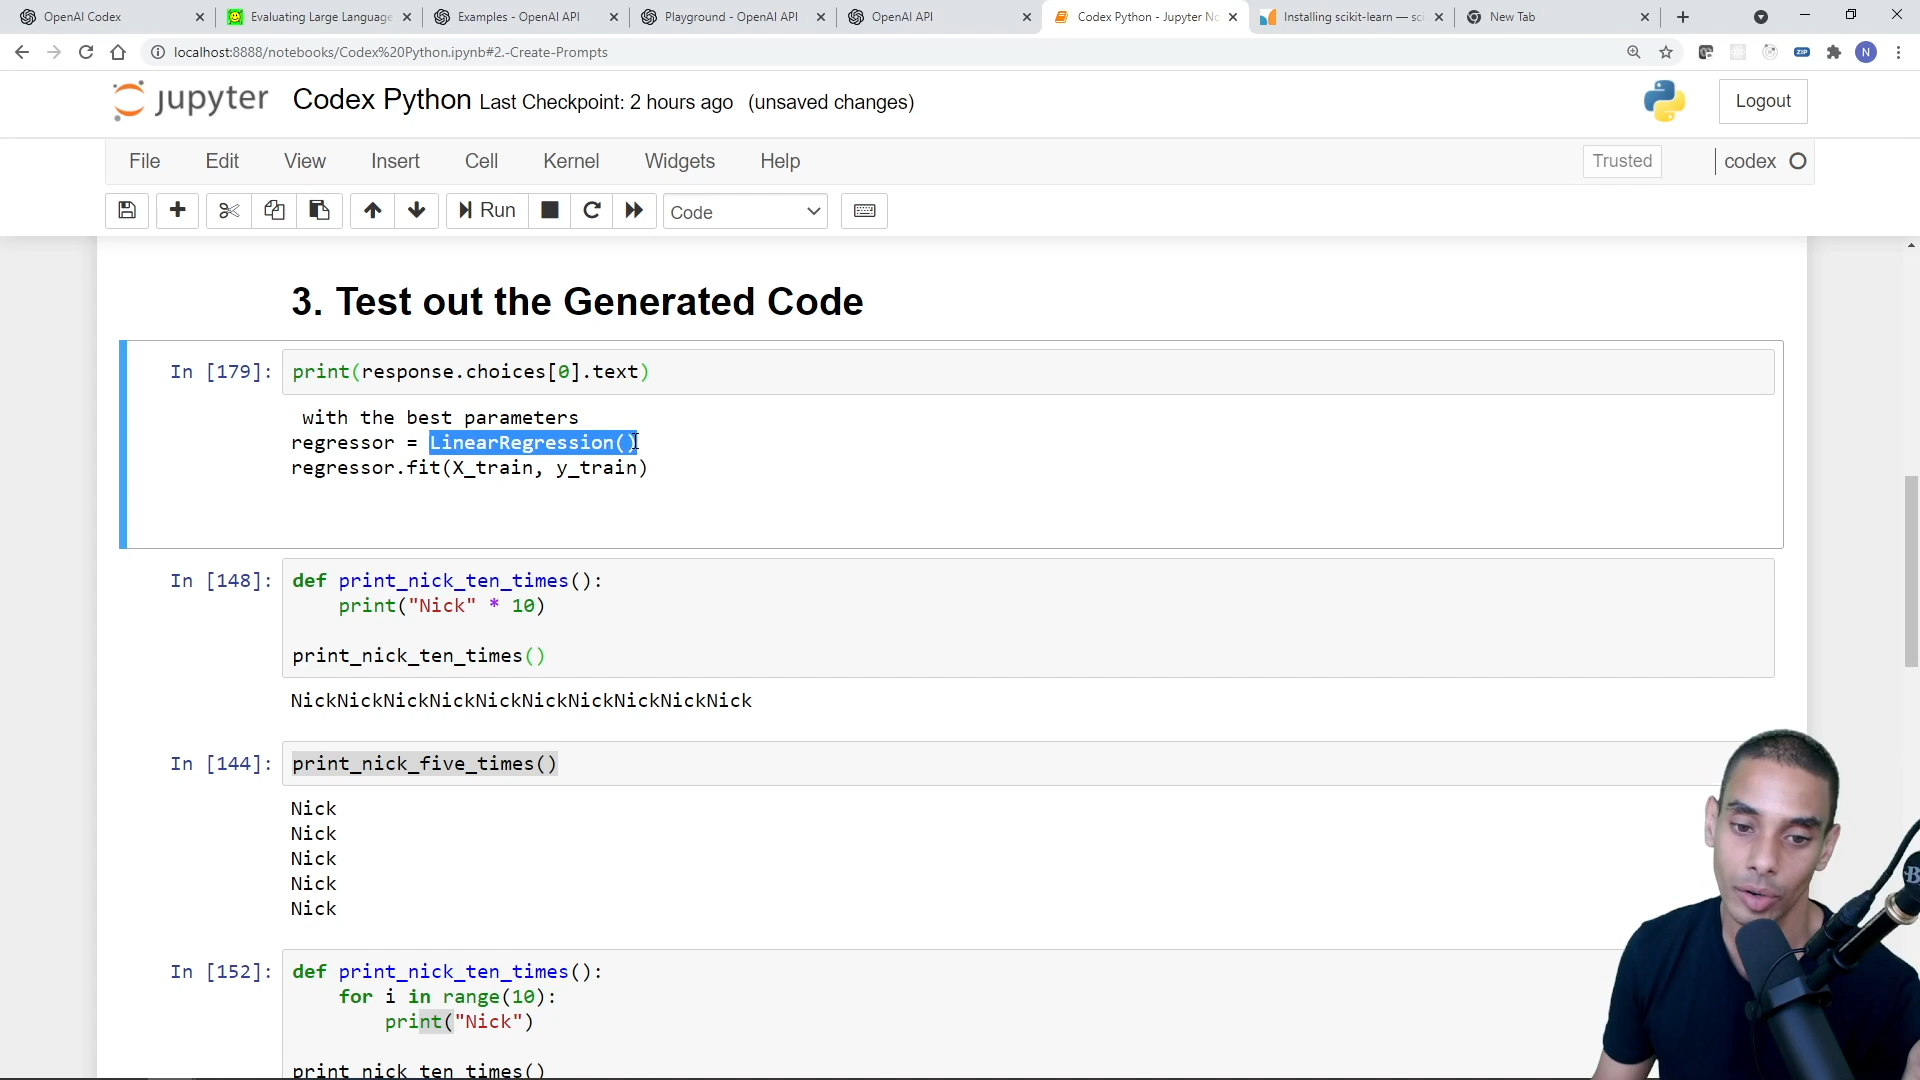 OpenAI Codex
Evaluating Large Language
Examples - OpenAI API
Playground - OpenAI API
OpenAI API
Codex Python - Jupyter No
Installing scikit-learn — sci
New Tab
localhost:8888/notebooks/Codex%20Python.ipynb#2.-Create-Prompts
ZIP
N
jupyter
Codex Python Last Checkpoint: 2 hours ago (unsaved changes)
Logout
File Edit View Insert Cell Kernel Widgets Help
Trusted
codex
Run
Code
3. Test out the Generated Code
In [179]: print(response.choices[0].text)
with the best parameters
regressor = LinearRegression()
regressor.fit(X_train, y_train)
In [148]: def print_nick_ten_times():
print("Nick" * 10)
print_nick_ten_times()
NickNickNickNickNickNickNickNickNickNick
In [144]: print_nick_five_times()
Nick
Nick
Nick
Nick
Nick
In [152]: def print_nick_ten_times():
for i in range(10):
print("Nick")
print_nick_ten_times()